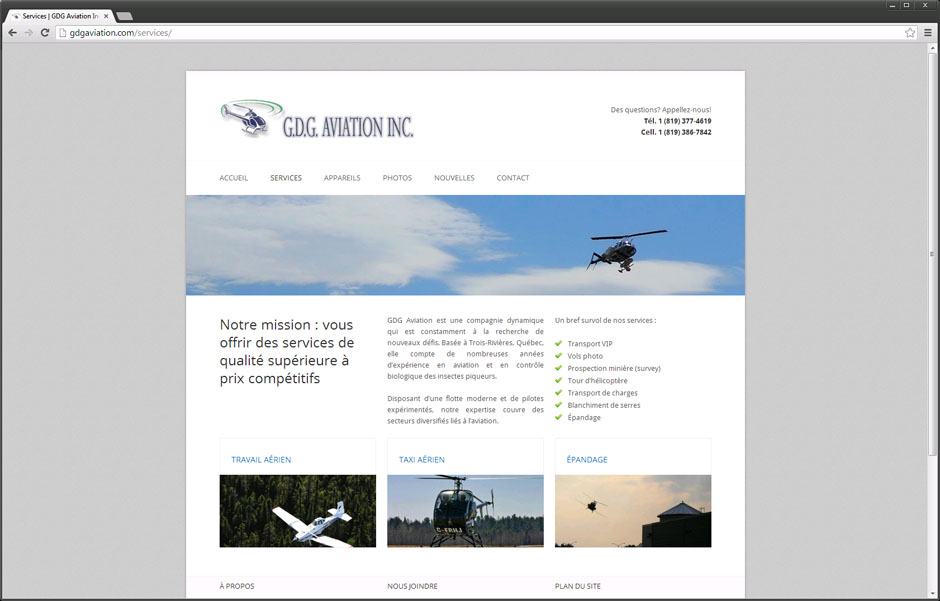 Services | GDG Aviation In
gdgaviation.com/services/
G.D.G. AVIATION INC.
Des questions? Appellez-nous!
Tél. 1 (819) 377-4619
Cell. 1 (819) 386-7842
ACCUEIL SERVICES APPAREILS PHOTOS NOUVELLES CONTACT
Notre mission : vous
offrir des services de
qualité supérieure à
prix compétitifs
GDG Aviation est une compagnie dynamique
qui est constamment à la recherche de
nouveaux défis. Basée à Trois-Rivières, Québec,
elle compte de nombreuses années
d'expérience en aviation et en contrôle
biologique des insectes piqueurs.
Disposant d'une flotte moderne et de pilotes
expérimentés, notre expertise couvre des
secteurs diversifiés liés à l'aviation.
Un bref survol de nos services :
Transport VIP
Vols photo
Prospection minière (survey)
Tour d'hélicoptère
Transport de charges
Blanchiment de serres
Épandage
TRAVAIL AÉRIEN
TAXI AÉRIEN
C-FRHJ
ÉPANDAGE
À PROPOS
NOUS JOINDRE
PLAN DU SITE